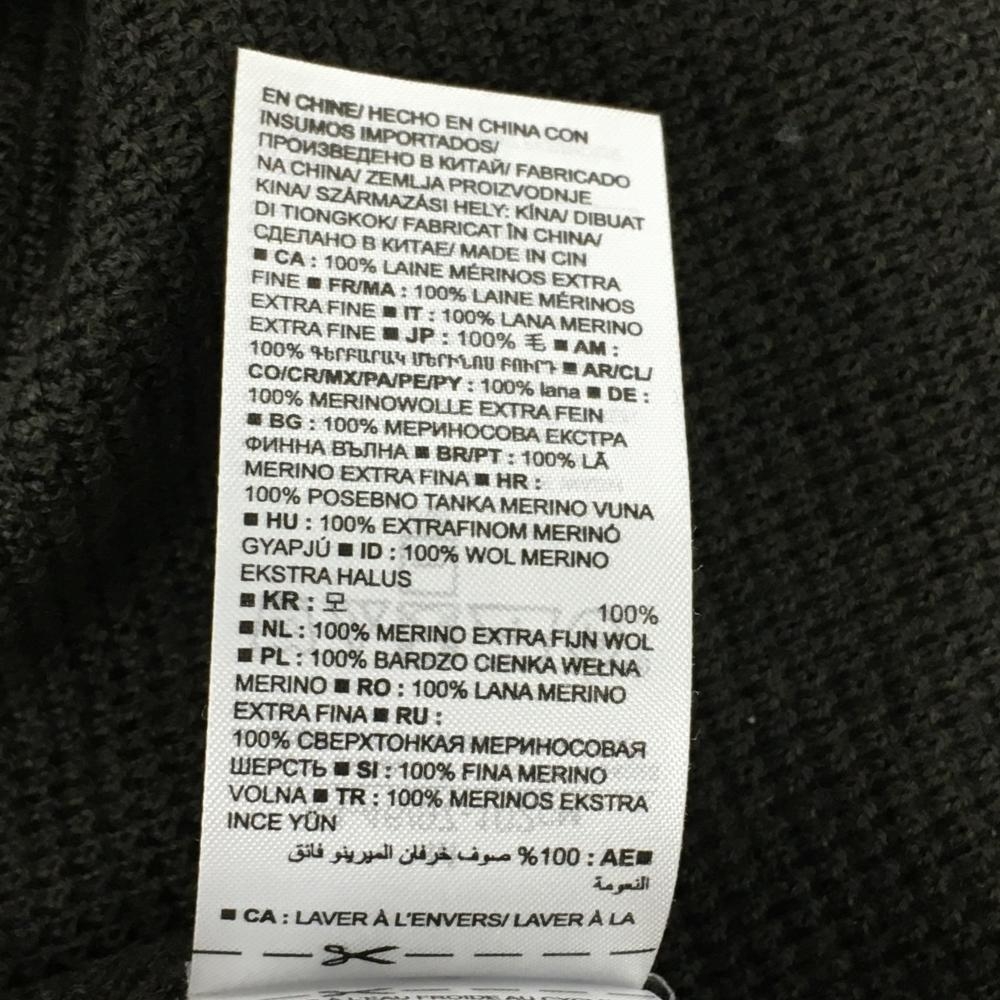 EN CHINE/ HECHO EN CHINA CON
INSUMOS IMPORTADOS/
ПРОИЗВЕДЕНО В КИТАЙ/ FABRICADO
NA CHINA/ ZEMLJA PROIZVODNJE
KINA/ SZÁRMAZÁSI HELY: KÍNA/ DIBUAT
DI TIONGKOK/ FABRICAT ÎN CHINA/
СДЕЛАНО В КИТАЕ/ MADE IN CIN
■ CA : 100% LAINE MÉRINOS EXTRA
FINE ■ FR/MA : 100% LAINE MÉRINOS
EXTRA FINE ■ IT : 100% LANA MERINO
EXTRA FINE ■ JP : 100% 毛 ■ AM :
100% ԳԵՐԲԱՐԱԿ ՄԵՐԻՆՈՍ ԲՈՒՐԴ ■ AR/CL/
CO/CR/MX/PA/PE/PY : 100% lana ■ DE :
100% MERINOWOLLE EXTRA FEIN
■ BG : 100% МЕРИНОСОВА ЕКСТРА
ФИННА ВЪЛНА ■ BR/PT : 100% LÃ
MERINO EXTRA FINA ■ HR :
100% POSEBNO TANKA MERINO VUNA
■ HU : 100% EXTRAFINOM MERINÓ
GYAPJÚ ■ ID : 100% WOL MERINO
EKSTRA HALUS
■ KR : 모 100%
■ NL : 100% MERINO EXTRA FIJN WOL
■ PL : 100% BARDZO CIENKA WEŁNA
MERINO ■ RO : 100% LANA MERINO
EXTRA FINA ■ RU :
100% СВЕРХТОНКАЯ МЕРИНОСОВАЯ
ШЕРСТЬ ■ SI : 100% FINA MERINO
VOLNA ■ TR : 100% MERINOS EKSTRA
INCE YÜN
■AE : 100% صوف خرفان الميرينو فائق
النعومة
■ CA : LAVER À L'ENVERS/ LAVER À LA
À L'EAU FROIDE AU